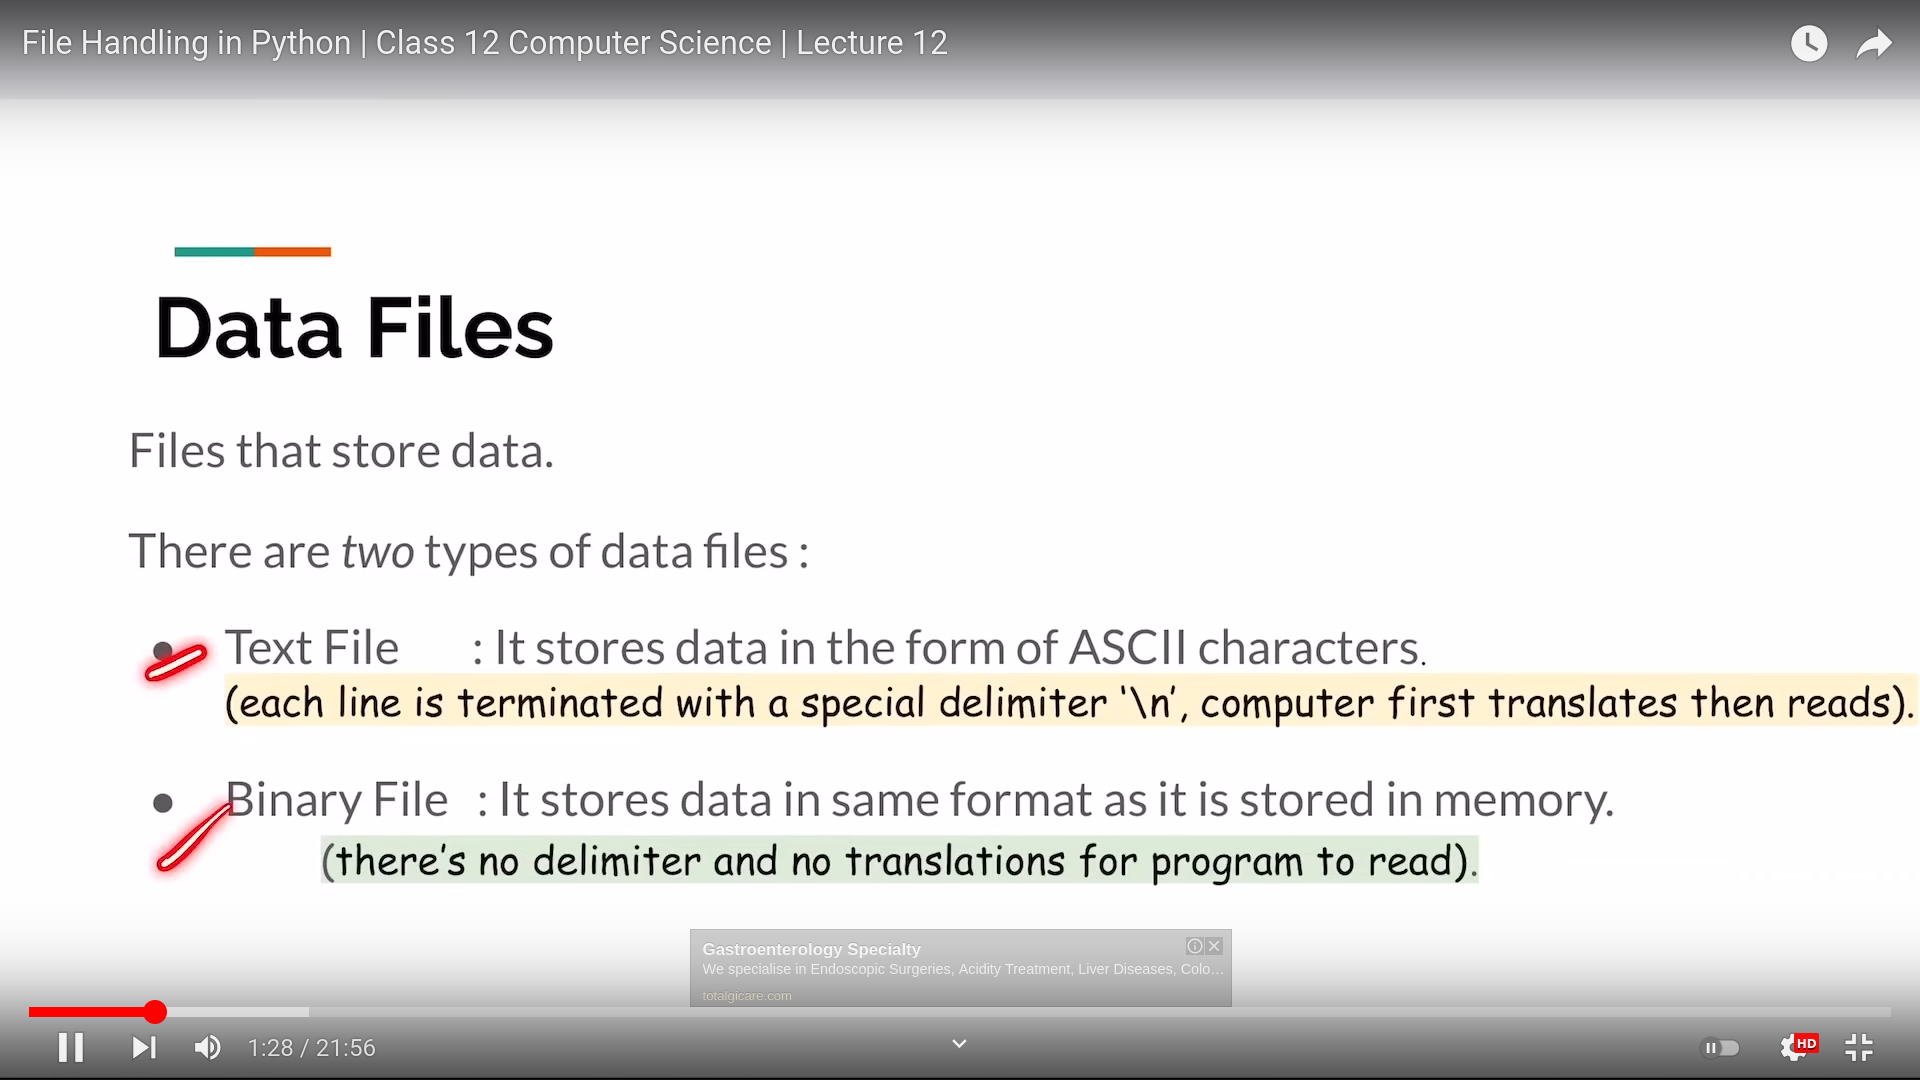 File Handling in Python | Class 12 Computer Science | Lecture 12
Data Files
Files that store data.
There are two types of data files :
● Text File : It stores data in the form of ASCII characters.
(each line is terminated with a special delimiter ‘\n’, computer first translates then reads).
● Binary File : It stores data in same format as it is stored in memory.
(there’s no delimiter and no translations for program to read).
Gastroenterology Specialty
We specialise in Endoscopic Surgeries, Acidity Treatment, Liver Diseases, Colo...
totalgicare.com
1:28 / 21:56
HD